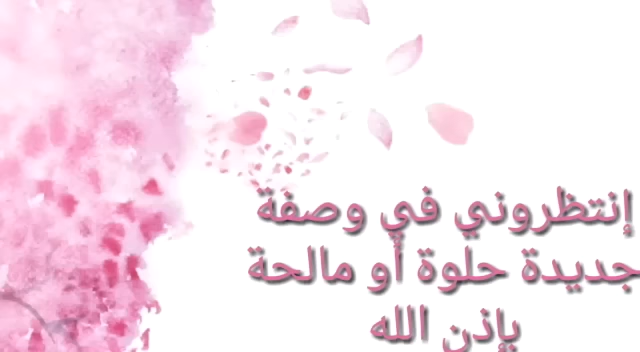 إنتظروني في وصفة
جديدة حلوة أو مالحة
بإذن الله